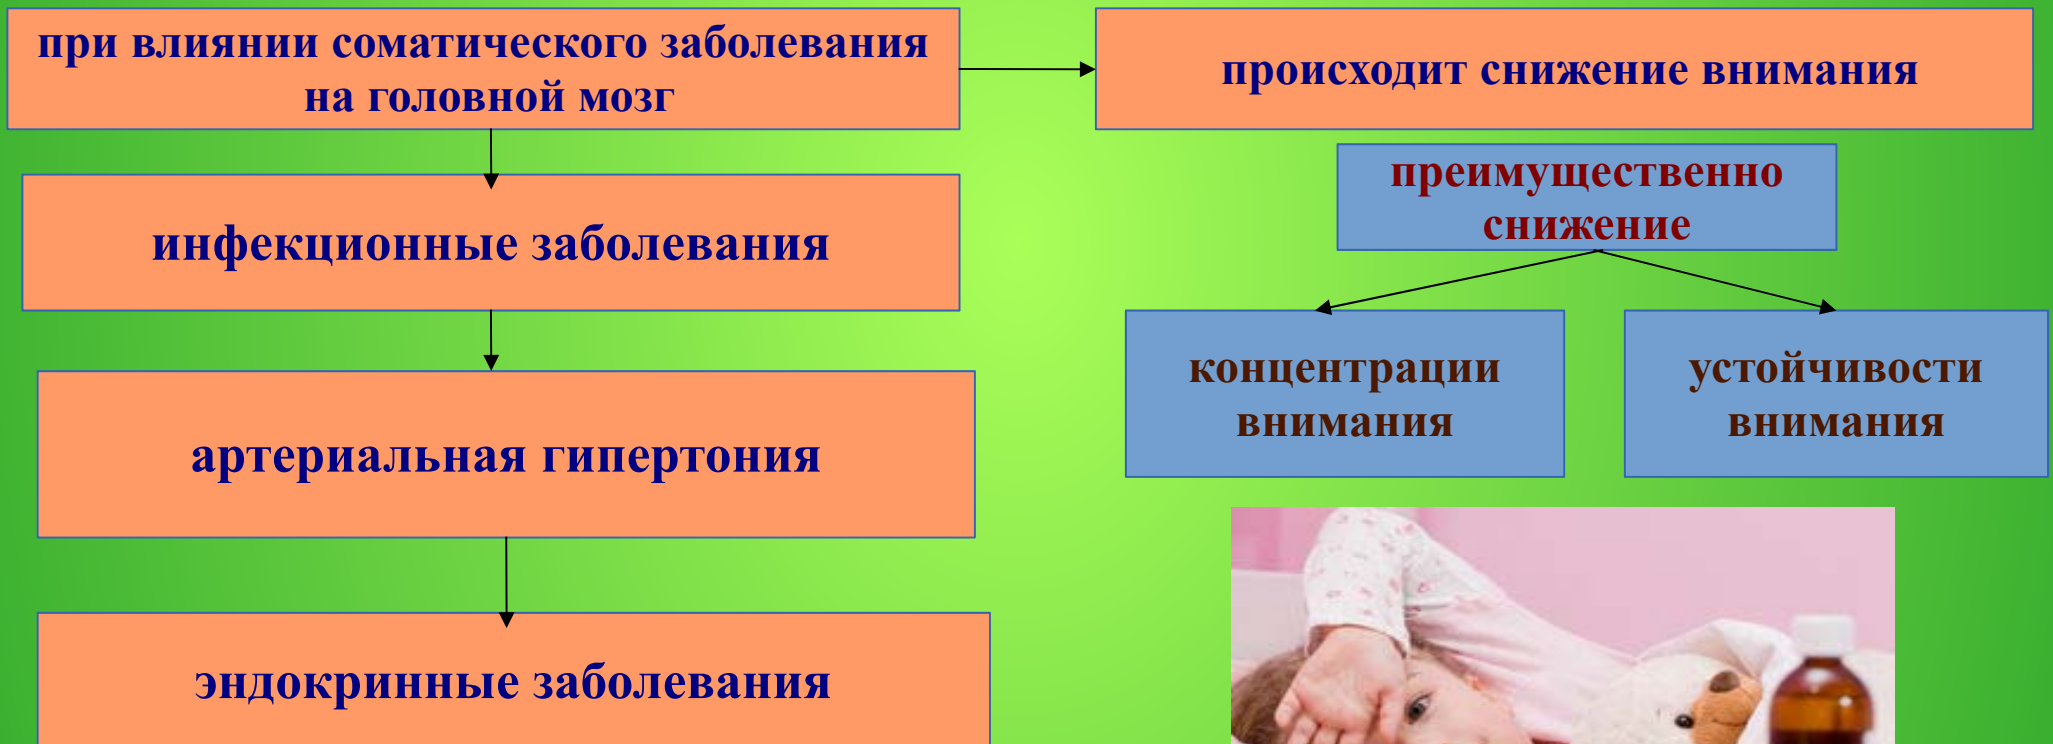 при влиянии соматического заболевания
на головной мозг
происходит снижение внимания
инфекционные заболевания
артериальная гипертония
эндокринные заболевания
преимущественно
снижение
концентрации
внимания
устойчивости
внимания